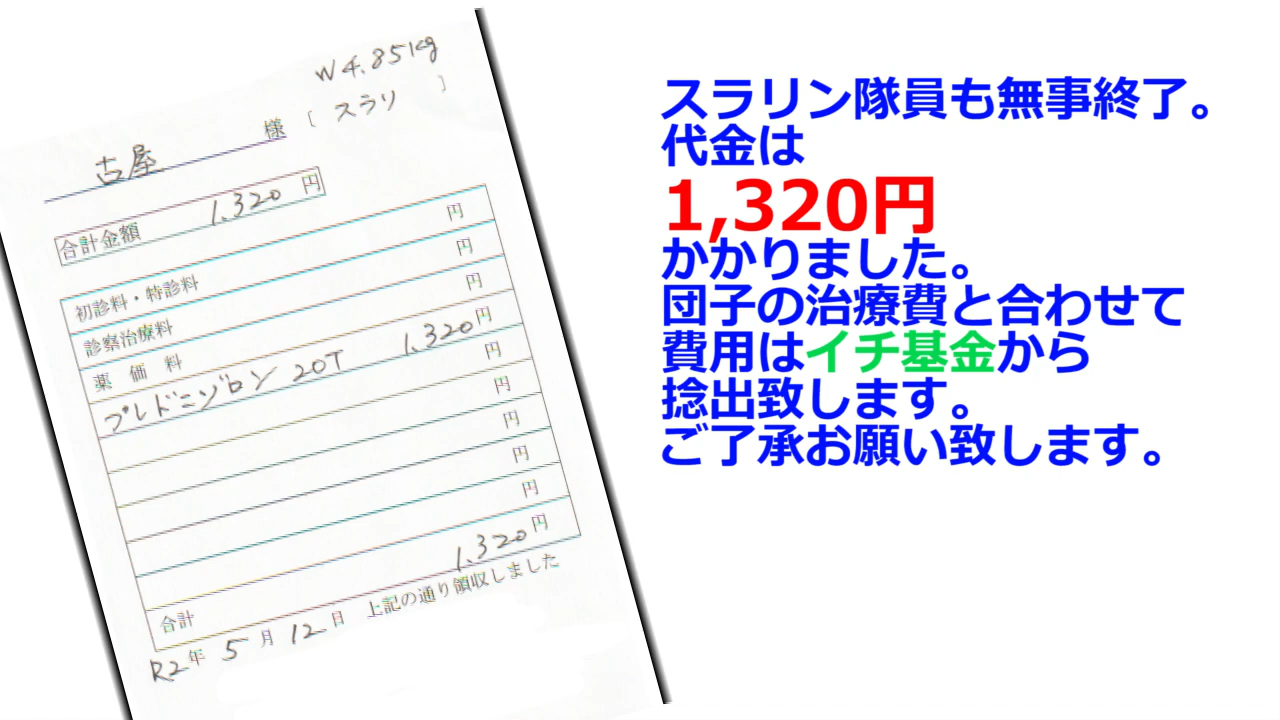 W4.85kg
古屋 様 [ スラリ ]
合計金額 1.320 円
円
初診料・特診料 円
診察治療料 円
薬価料 円
プレドニゾロン 20T 1.320 円
円
円
円
円
円
合計 1.320 円
R2年 5月 12日 上記の通り領収しました
スラリン隊員も無事終了。
代金は
1,320円
かかりました。
団子の治療費と合わせて
費用はイチ基金から
捻出致します。
ご了承お願い致します。